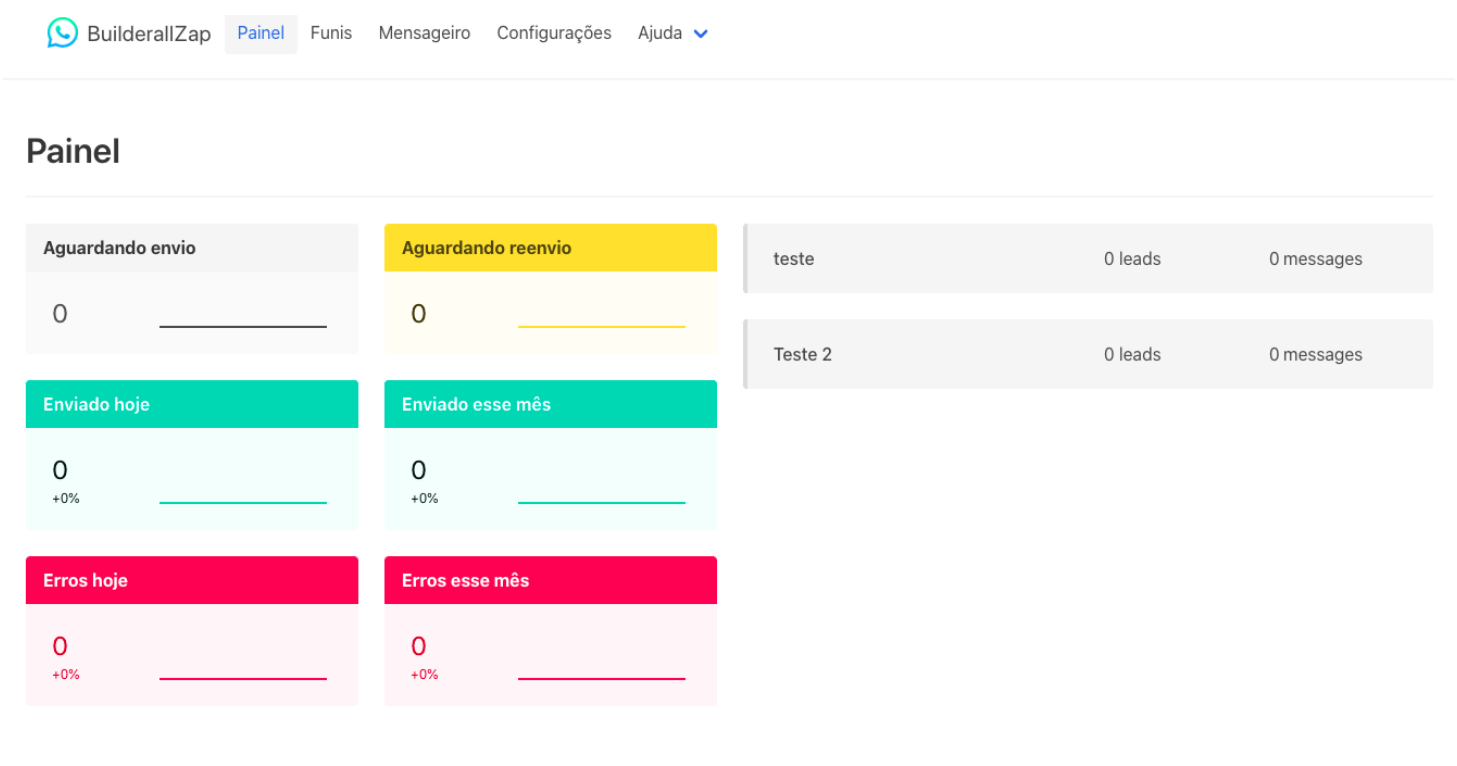 BuilderallZap Painel Funis Mensageiro Configurações Ajuda
Painel
Aguardando envio
0
Aguardando reenvio
0
Enviado hoje
0
+0%
Enviado esse mês
0
+0%
Erros hoje
0
+0%
Erros esse mês
0
+0%
teste 0 leads 0 messages
Teste 2 0 leads 0 messages